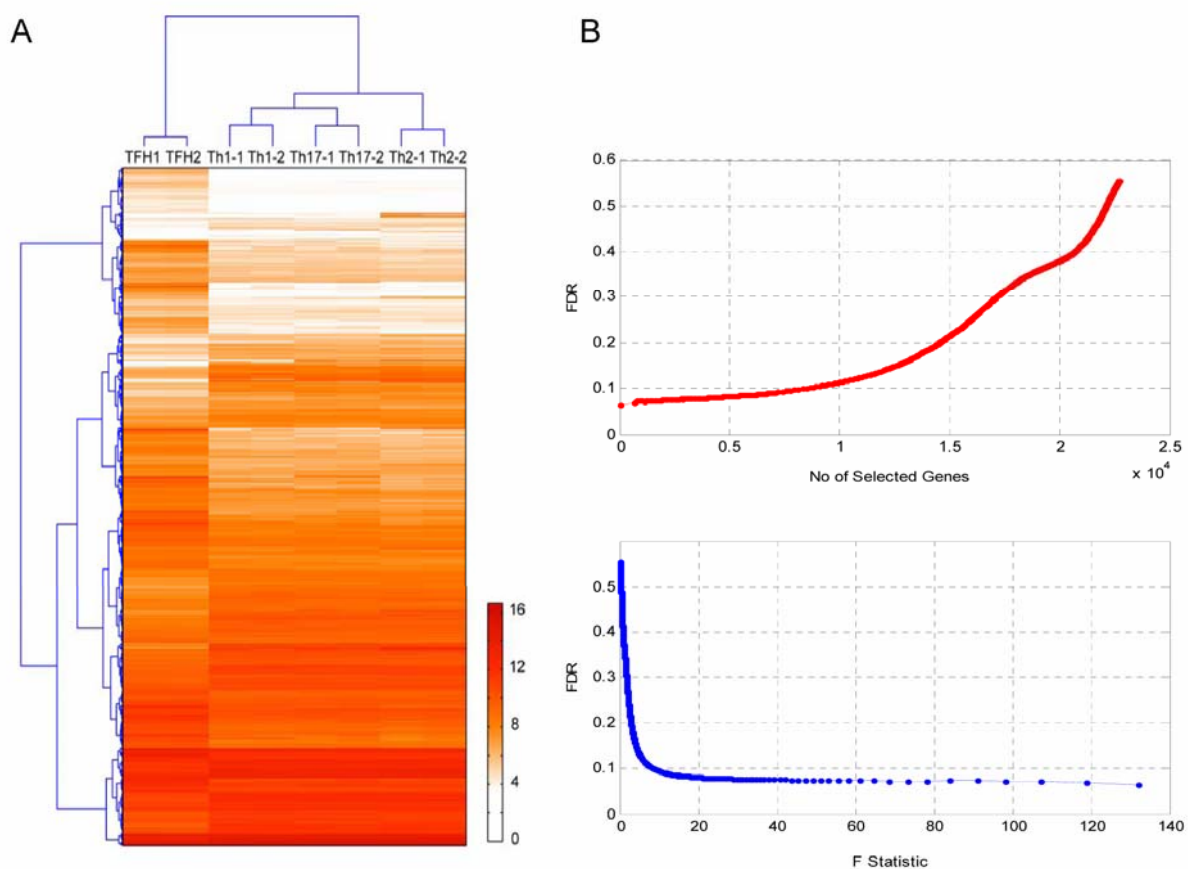 A
B
TFH1 TFH2 Th1-1 Th1-2 Th17-1 Th17-2 Th2-1 Th2-2
16
12
8
4
0
0.6
0.5
0.4
0.3
0.2
0.1
0
FDR
0 0.5 1 1.5 2 2.5
x 10^4
No of Selected Genes
0.5
0.4
0.3
0.2
0.1
0
FDR
0 20 40 60 80 100 120 140
F Statistic